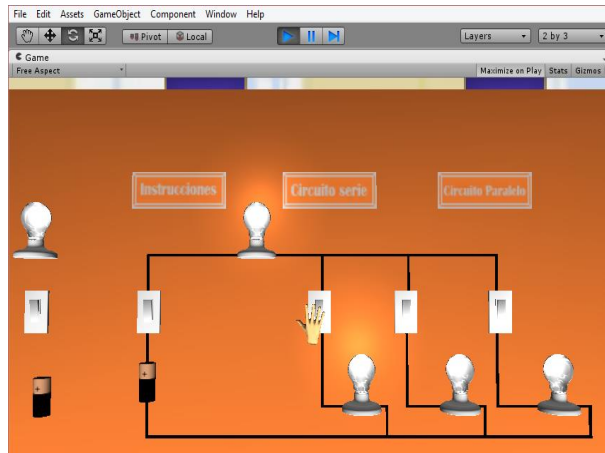 File Edit Assets GameObject Component Window Help
Pivot Local Layers 2 by 3
Game
Free Aspect Maximize on Play Stats Gizmos
Instrucciones Circuito serie Circuito Paralelo